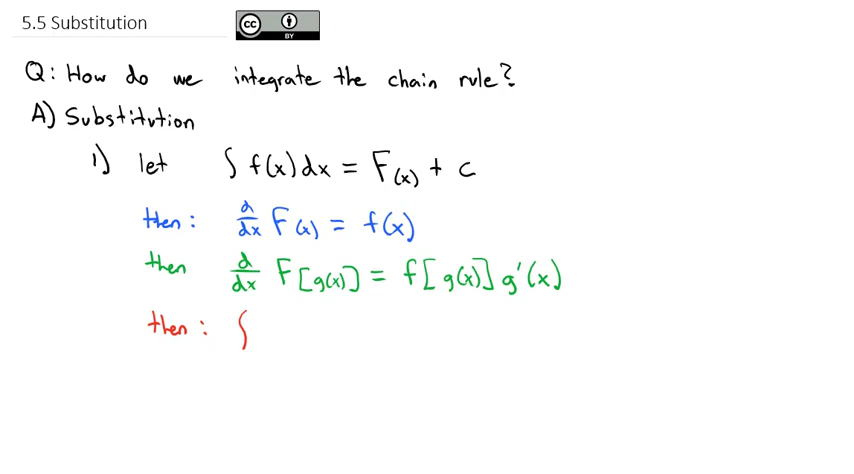 5.5 Substitution
cc BY
Q: How do we integrate the chain rule?
A) Substitution
1) let ∫ f(x) dx = F(x) + c
then: d/dx F(x) = f(x)
then d/dx F[g(x)] = f[g(x)] g'(x)
then: ∫